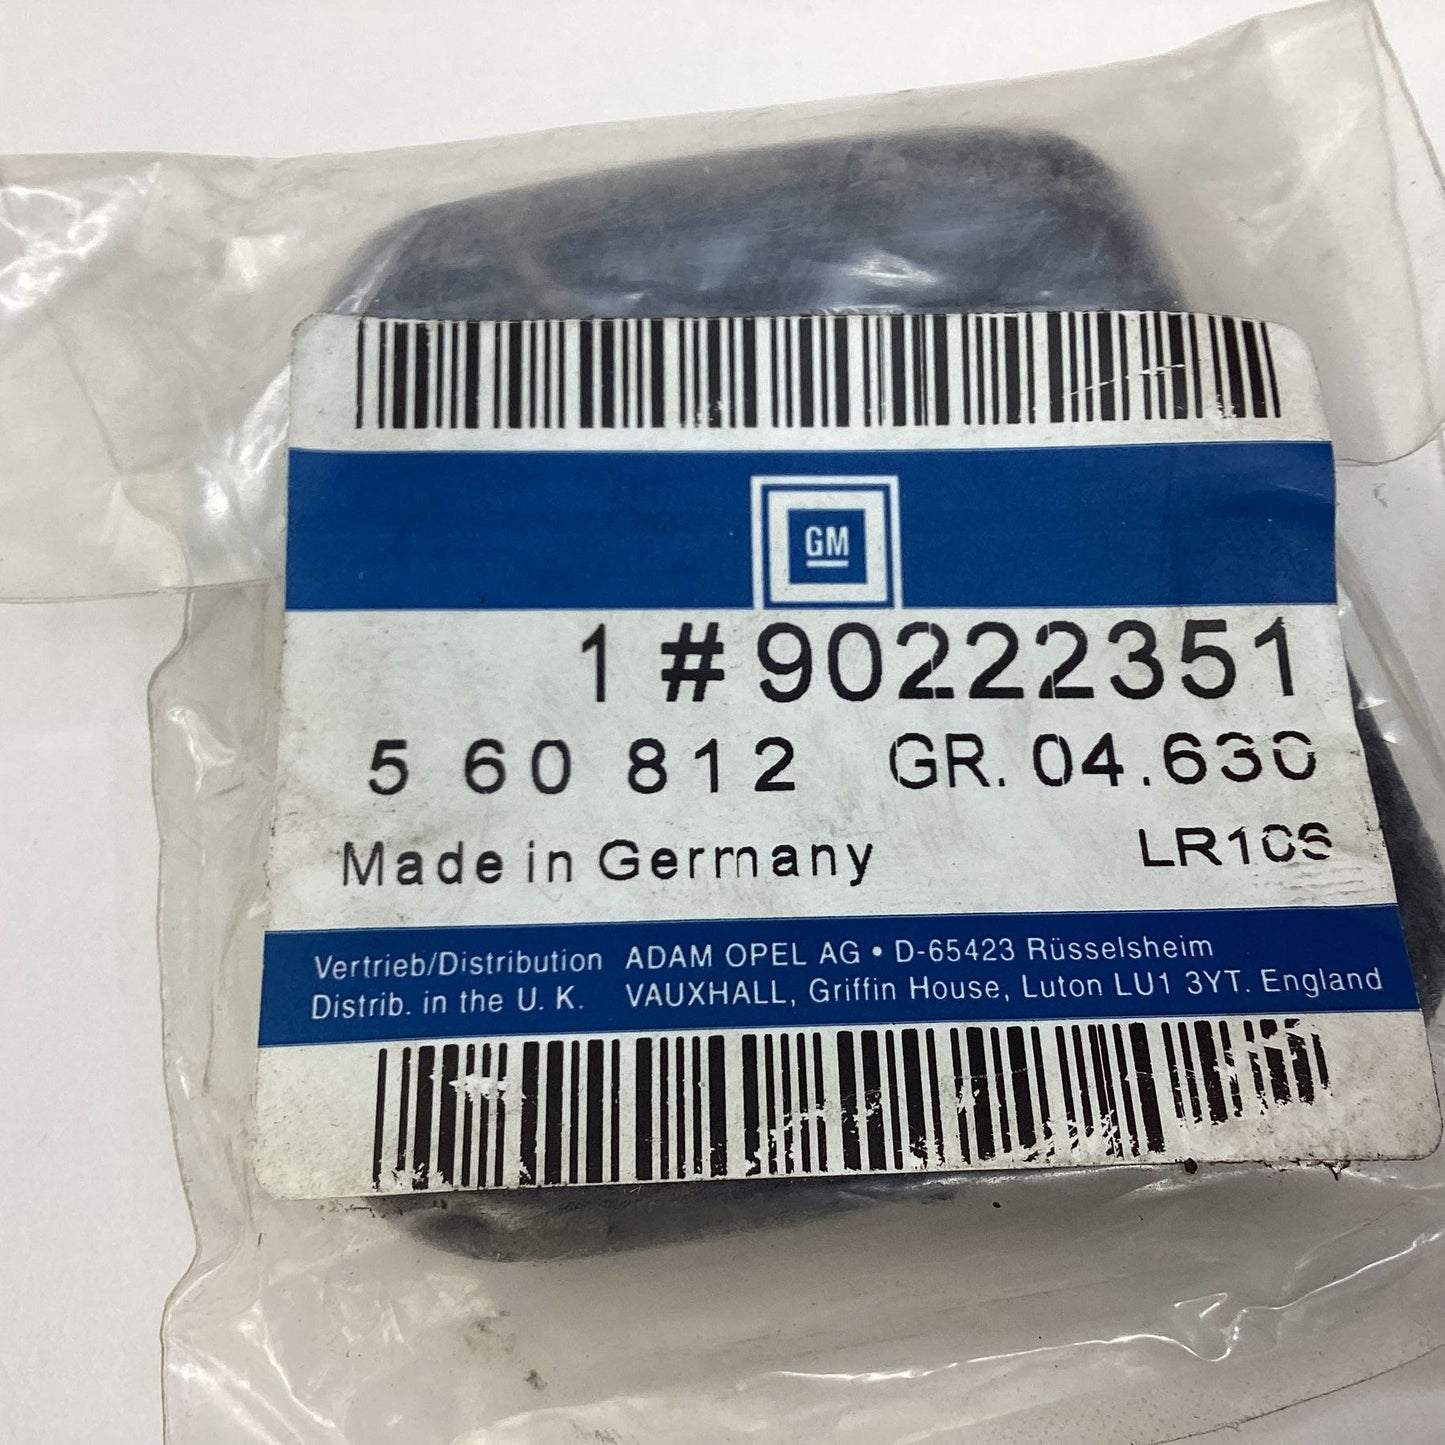 GM
1 #90222351
5 60 812 GR. 04.630
Made in Germany LR106
Vertrieb/Distribution ADAM OPEL AG • D-65423 Rüsselsheim
Distrib. in the U. K. VAUXHALL, Griffin House, Luton LU1 3YT. England